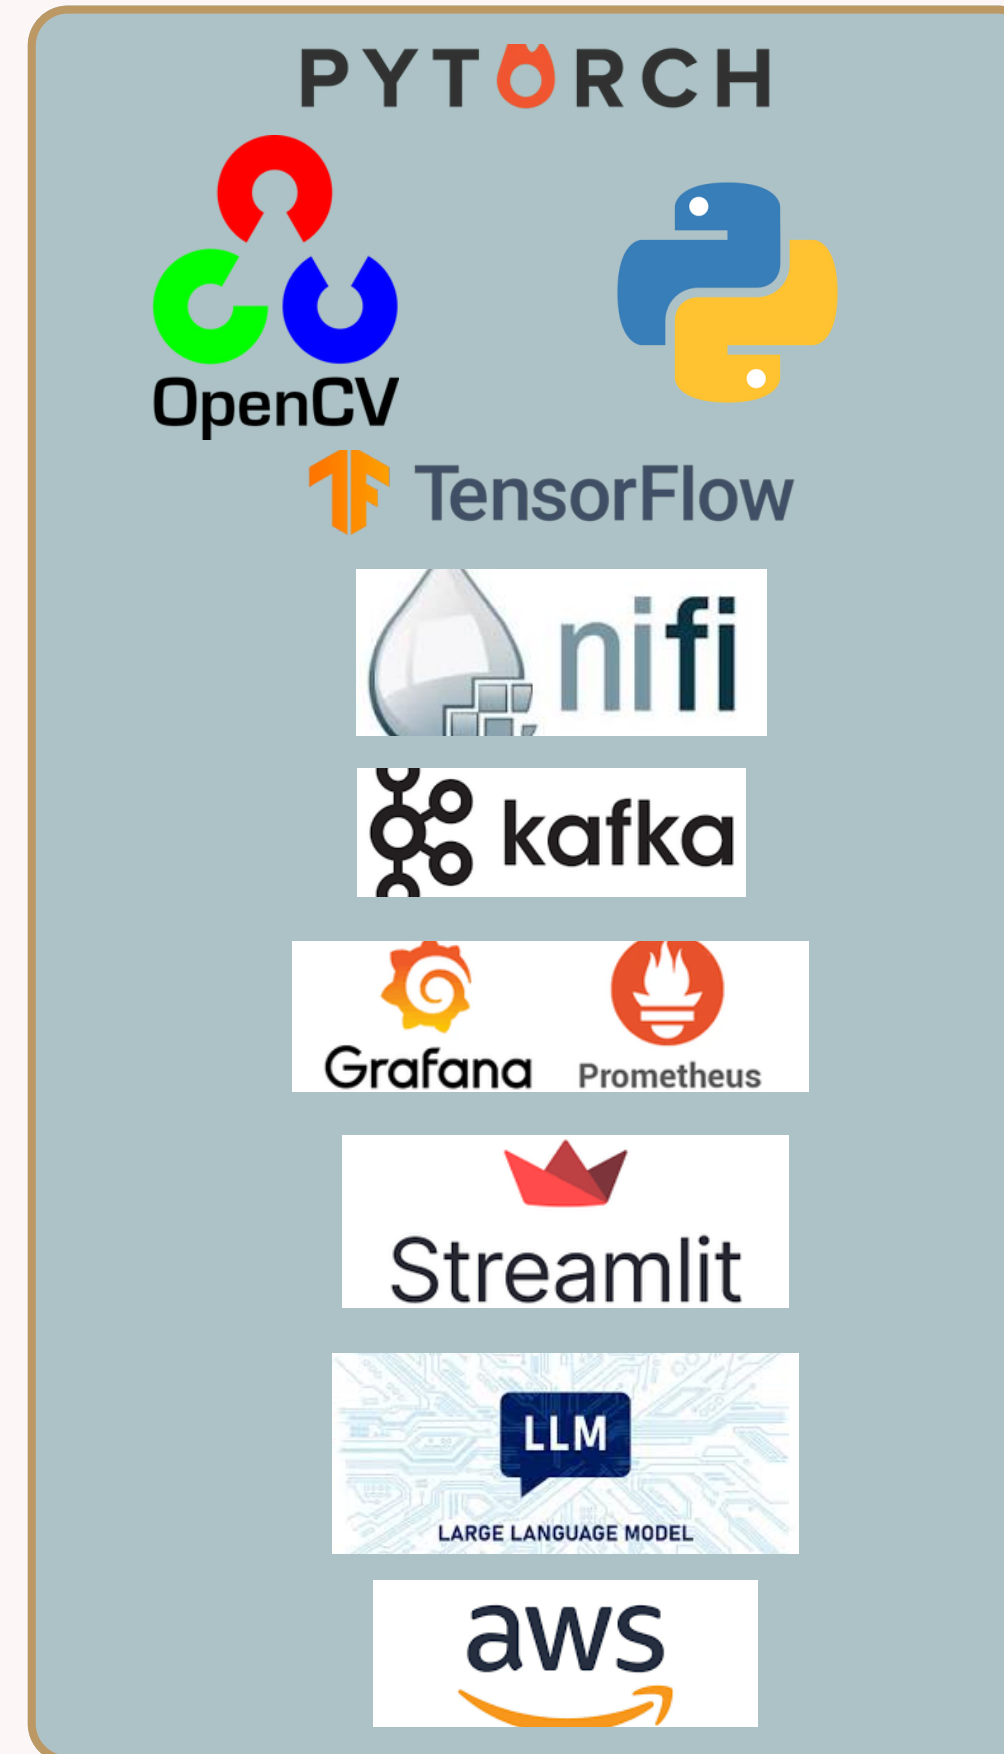 PYTORCH
OpenCV
TensorFlow
nifi
kafka
Grafana Prometheus
Streamlit
LLM
LARGE LANGUAGE MODEL
aws